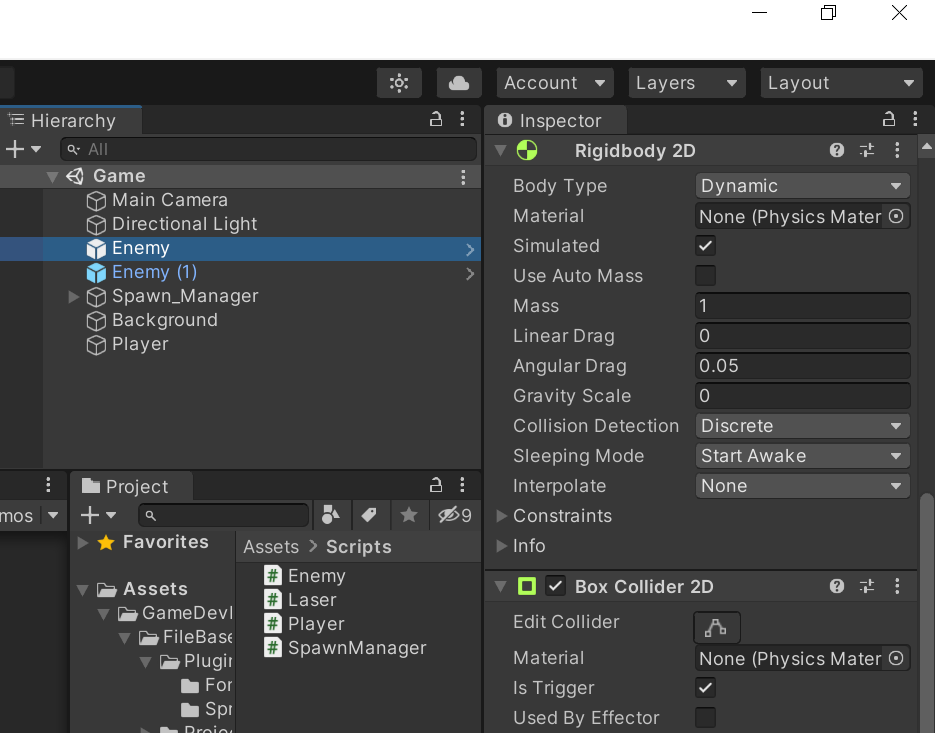 Account
Layers
Layout
Hierarchy
All
Game
Main Camera
Directional Light
Enemy
Enemy (1)
Spawn_Manager
Background
Player
Inspector
Rigidbody 2D
Body Type Dynamic
Material None (Physics Mater
Simulated
Use Auto Mass
Mass 1
Linear Drag 0
Angular Drag 0.05
Gravity Scale 0
Collision Detection Discrete
Sleeping Mode Start Awake
Interpolate None
Constraints
Info
Box Collider 2D
Edit Collider
Material None (Physics Mater
Is Trigger
Used By Effector
mos
Project
9
Favorites
Assets
GameDevI
FileBase
Plugin
For
Spr
Assets > Scripts
Enemy
Laser
Player
SpawnManager